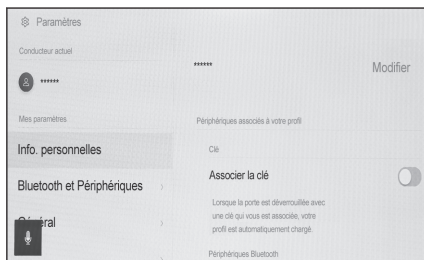 Paramètres
Conducteur actuel
******
Mes paramètres
Info. personnelles
Bluetooth et Périphériques
Général
******
Modifier
Périphériques associés à votre profil
Clé
Associer la clé
Lorsque la porte est déverrouillée avec
une clé qui vous est associée, votre
profil est automatiquement chargé.
Périphériques Bluetooth